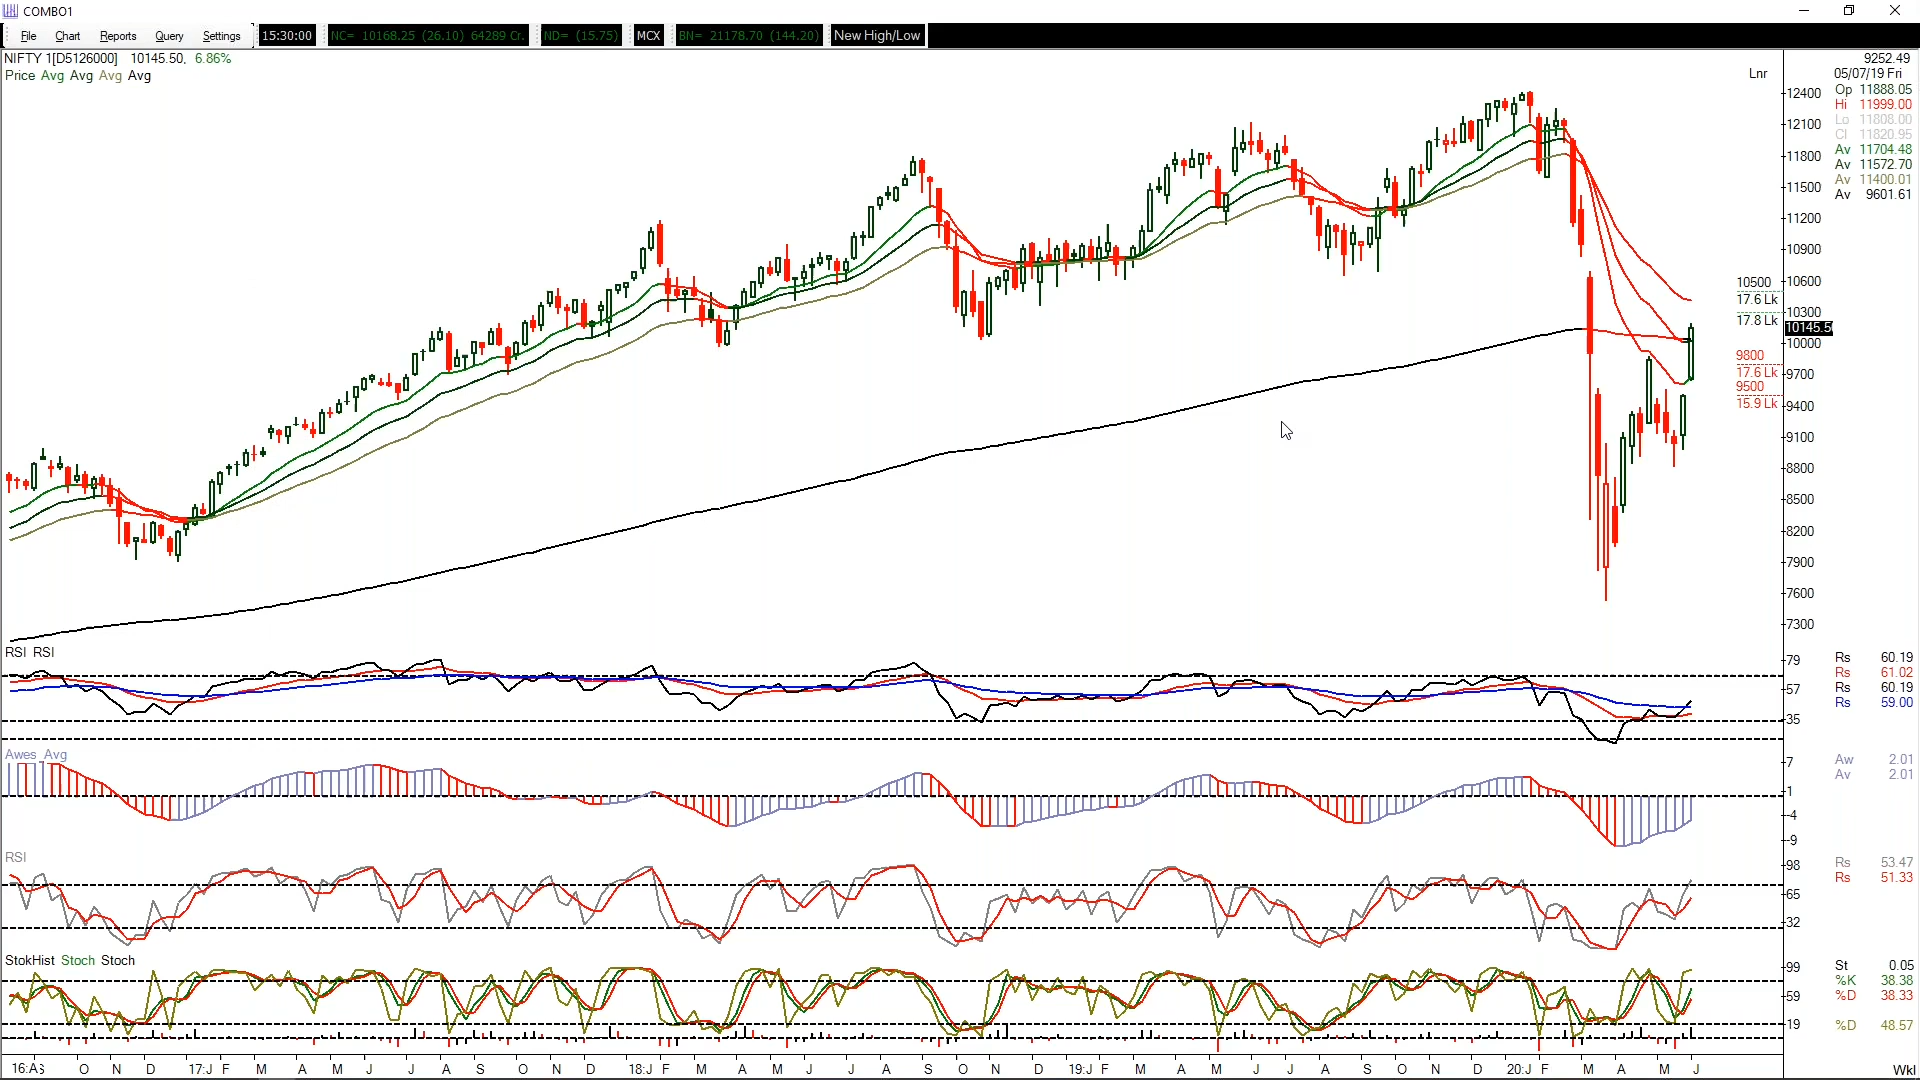 COMBO1
File Chart Reports Query Settings 15:30:00 NC= 10168.25 (26.10) 64289 Cr. ND= (15.75) MCX BN= 21178.70 (144.20) New High/Low
NIFTY 1[D5126000] 10145.50, 6.86%
Price Avg Avg Avg Avg
Lnr
9252.49
05/07/19 Fri
Op 11888.05
Hi 11999.00
Lo 11808.00
Cl 11820.95
Av 11704.48
Av 11572.70
Av 11400.01
Av 9601.61
12400
12100
11800
11500
11200
10900
10600
10300
10145.50
10000
9700
9400
9100
8800
8500
8200
7900
7600
7300
10500
17.6 Lk
17.8 Lk
9800
17.6 Lk
9500
15.9 Lk
RSI RSI
79
57
35
Rs 60.19
Rs 61.02
Rs 60.19
Rs 59.00
Awes Avg
7
1
-4
-9
Aw 2.01
Av 2.01
RSI
98
65
32
Rs 53.47
Rs 51.33
StokHist Stoch Stoch
99
59
19
St 0.05
%K 38.38
%D 38.33
%D 48.57
16:A O N D 17:J F M A M J J A S O N D 18:J F M A M J J A S O N D 19:J F M A M J J A S O N D 20:J F M A M J
Wkl